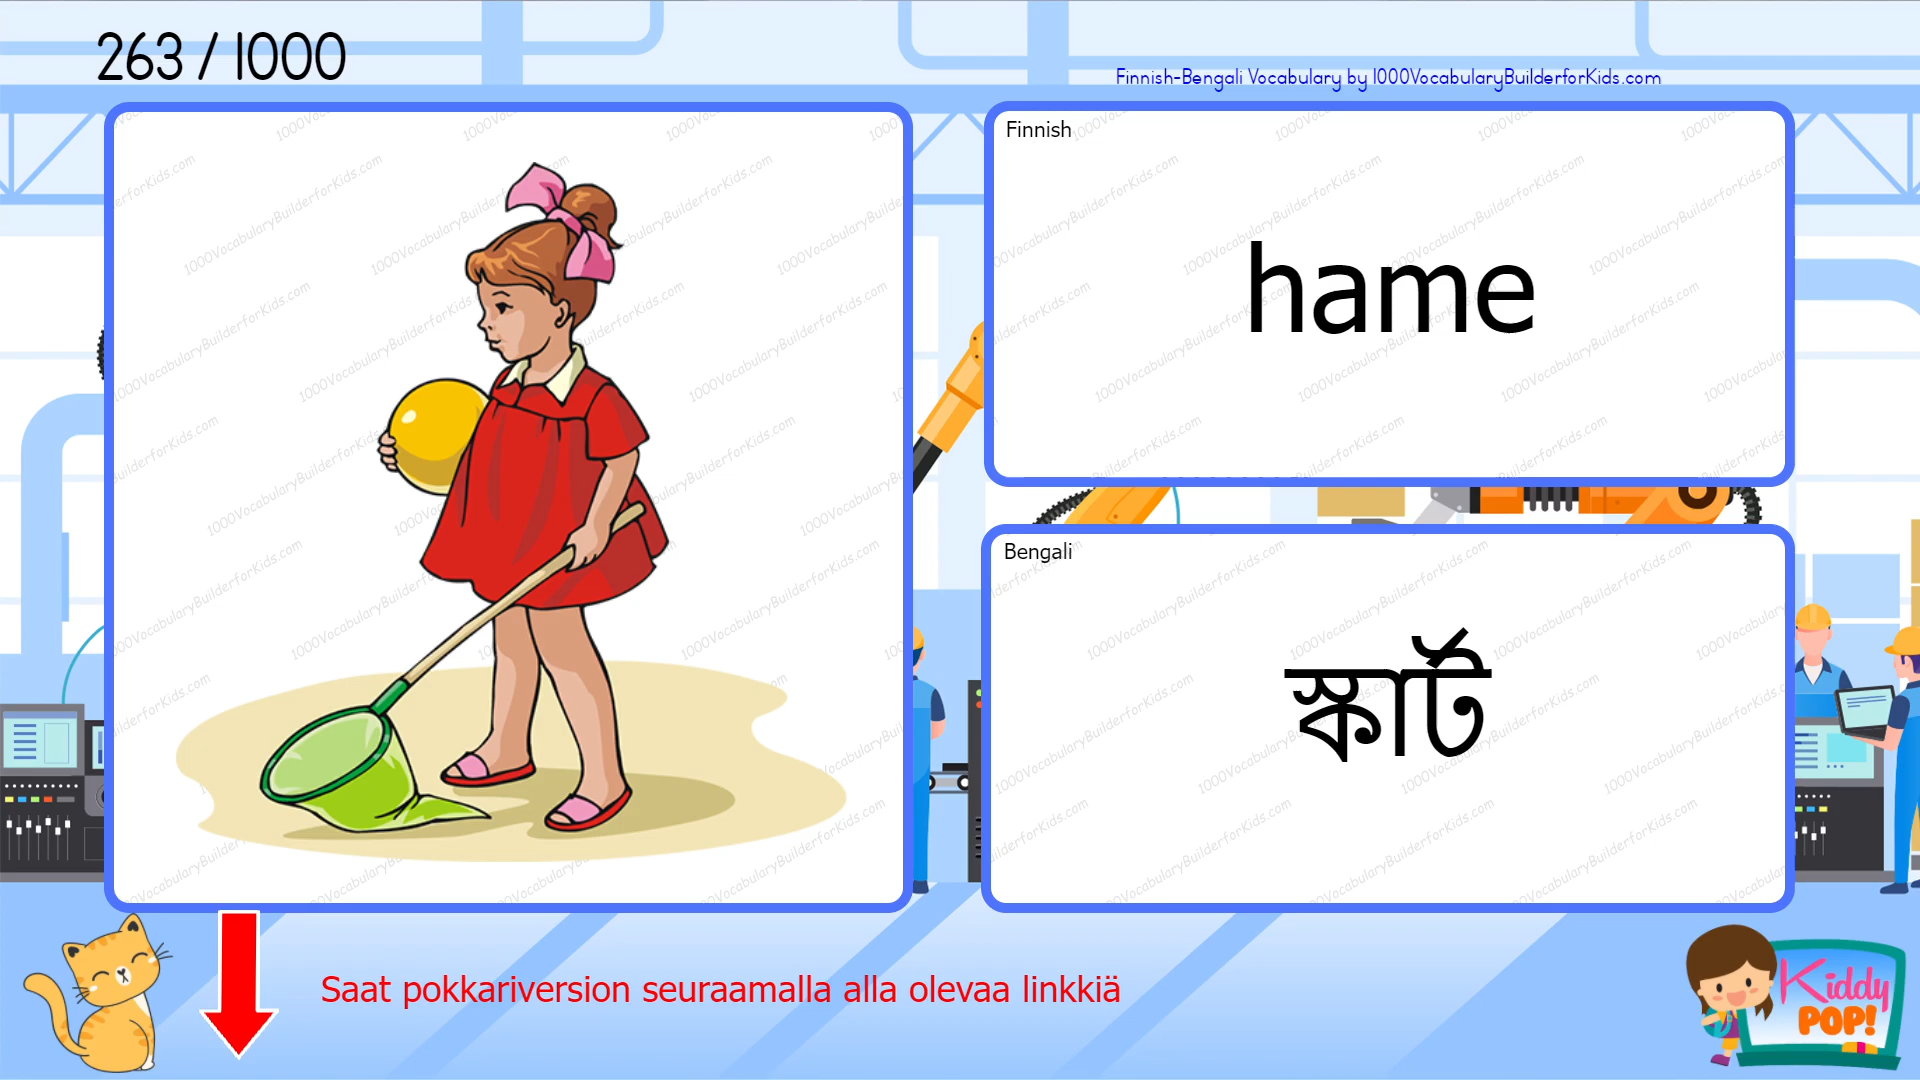 263 / 1000
Finnish-Bengali Vocabulary by 1000VocabularyBuilderforKids.com
Finnish
hame
Bengali
স্কার্ট
Saat pokkariversion seuraamalla alla olevaa linkkiä
Kiddy
POP!